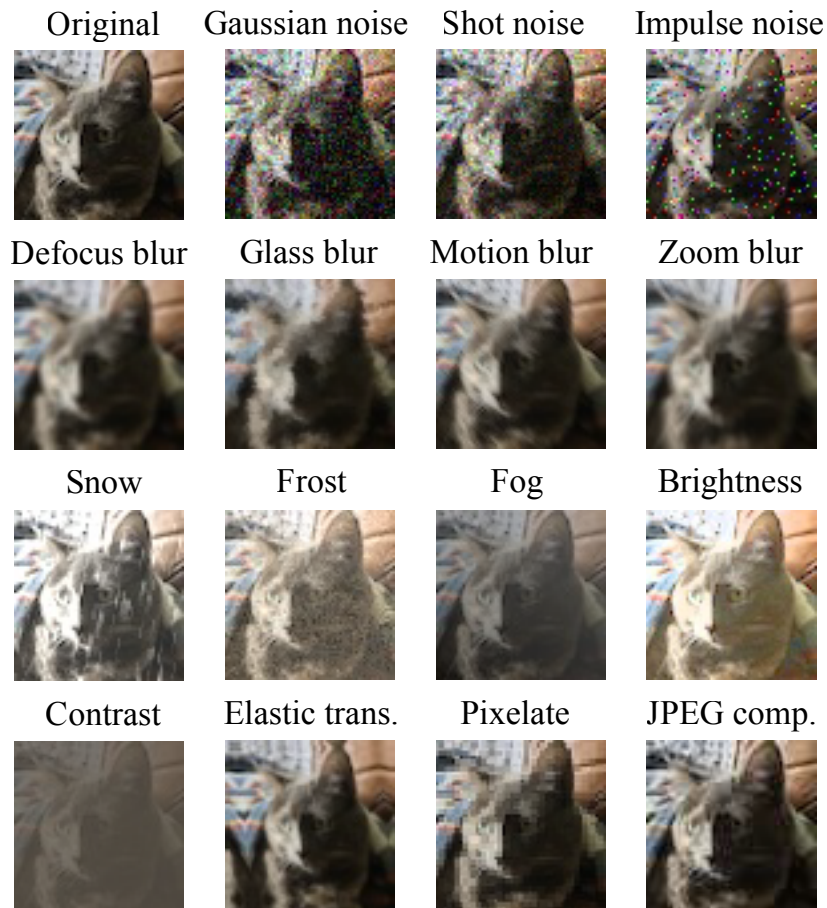 Original Gaussian noise Shot noise Impulse noise
Defocus blur Glass blur Motion blur Zoom blur
Snow Frost Fog Brightness
Contrast Elastic trans. Pixelate JPEG comp.